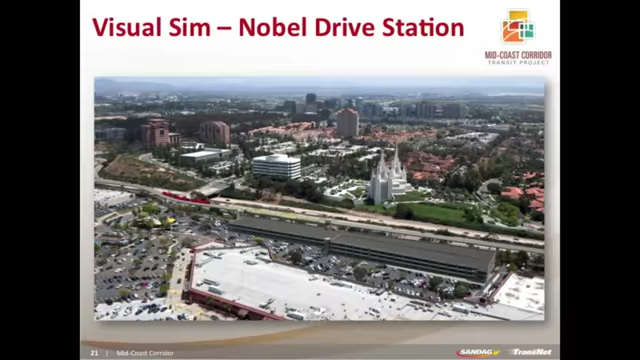 Visual Sim – Nobel Drive Station
MID-COAST CORRIDOR
TRANSIT PROJECT
21 | Mid-Coast Corridor
SANDAG
TransNet